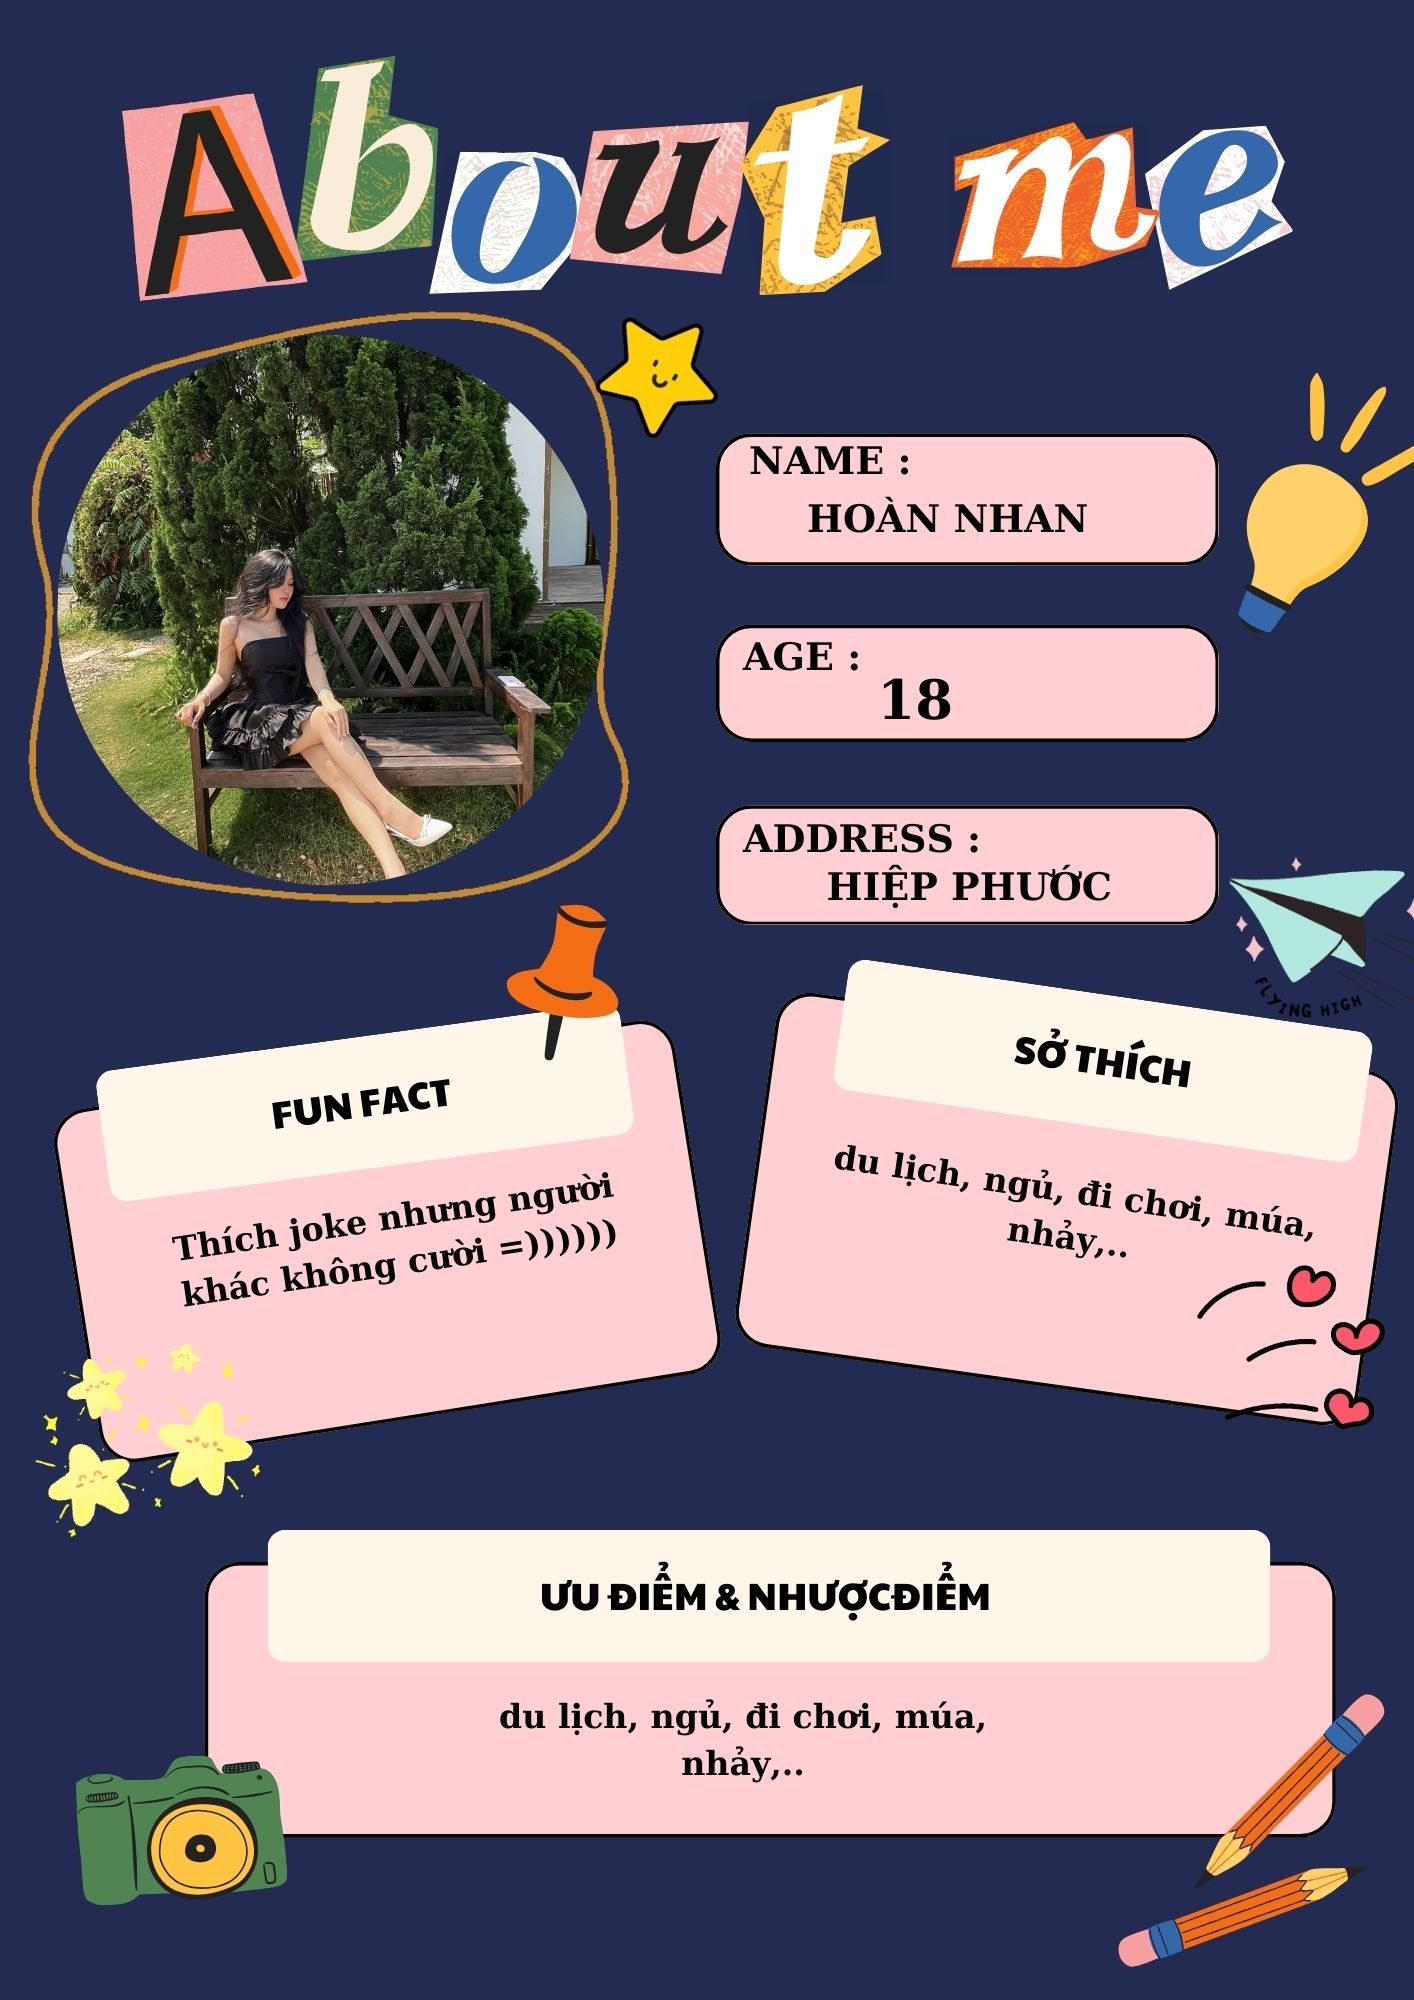 About me
NAME :
HOÀN NHAN
AGE :
18
ADDRESS :
HIỆP PHƯỚC
FLYING HIGH
FUN FACT
Thích joke nhưng người
khác không cười =))))))
SỞ THÍCH
du lịch, ngủ, đi chơi, múa,
nhảy,..
ƯU ĐIỂM & NHƯỢCĐIỂM
du lịch, ngủ, đi chơi, múa,
nhảy,..